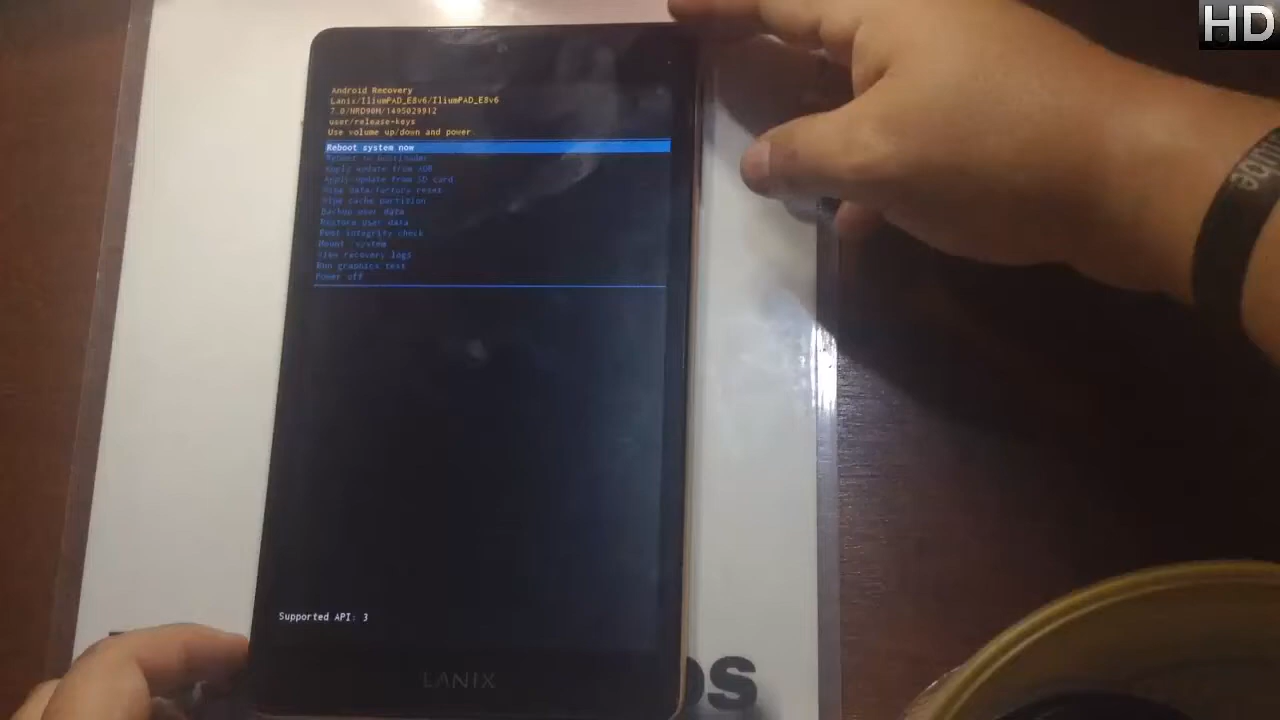 HD
Android Recovery
Lanix/IliumPAD_E8v6/IliumPAD_E8v6
7.0/NRD90M/1495029912
user/release-keys
Use volume up/down and power.
Reboot system now
Reboot to bootloader
Apply update from ADB
Apply update from SD card
Wipe data/factory reset
Wipe cache partition
Backup user data
Restore user data
Root integrity check
Mount /system
View recovery logs
Run graphics test
Power off
Supported API: 3
LANIX
os